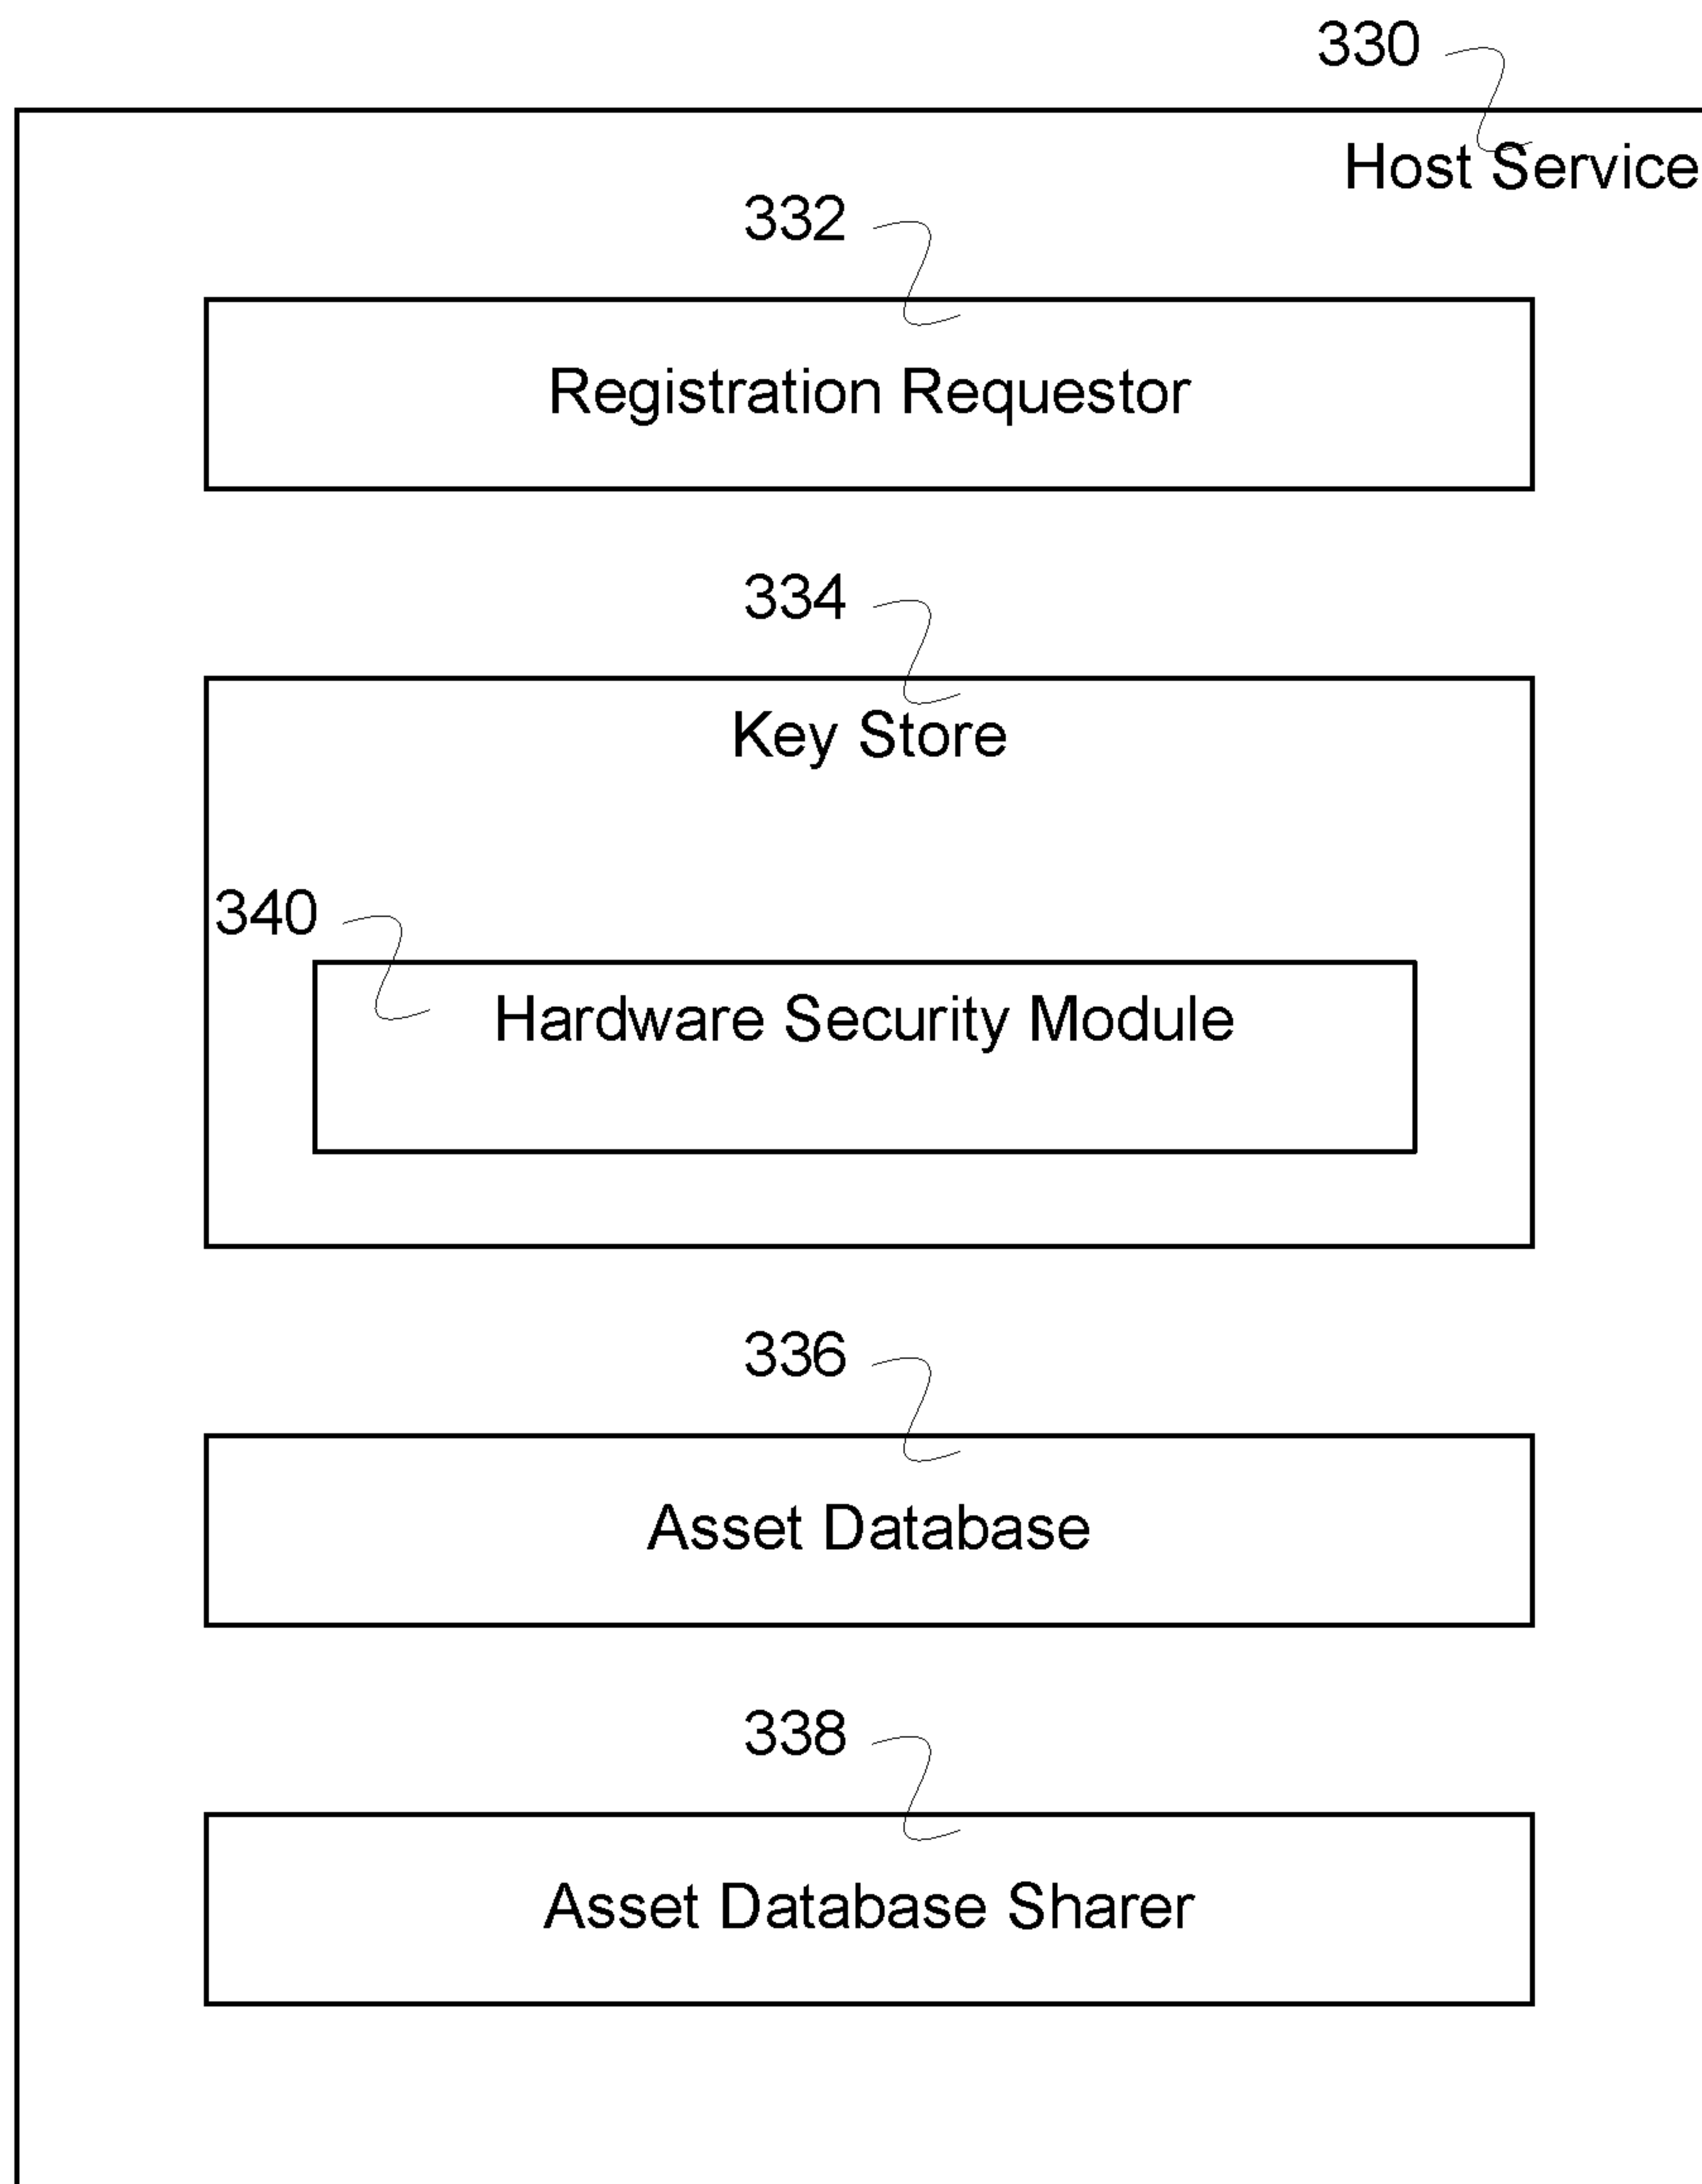 330
Host Service
332
Registration Requestor
334
Key Store
340
Hardware Security Module
336
Asset Database
338
Asset Database Sharer